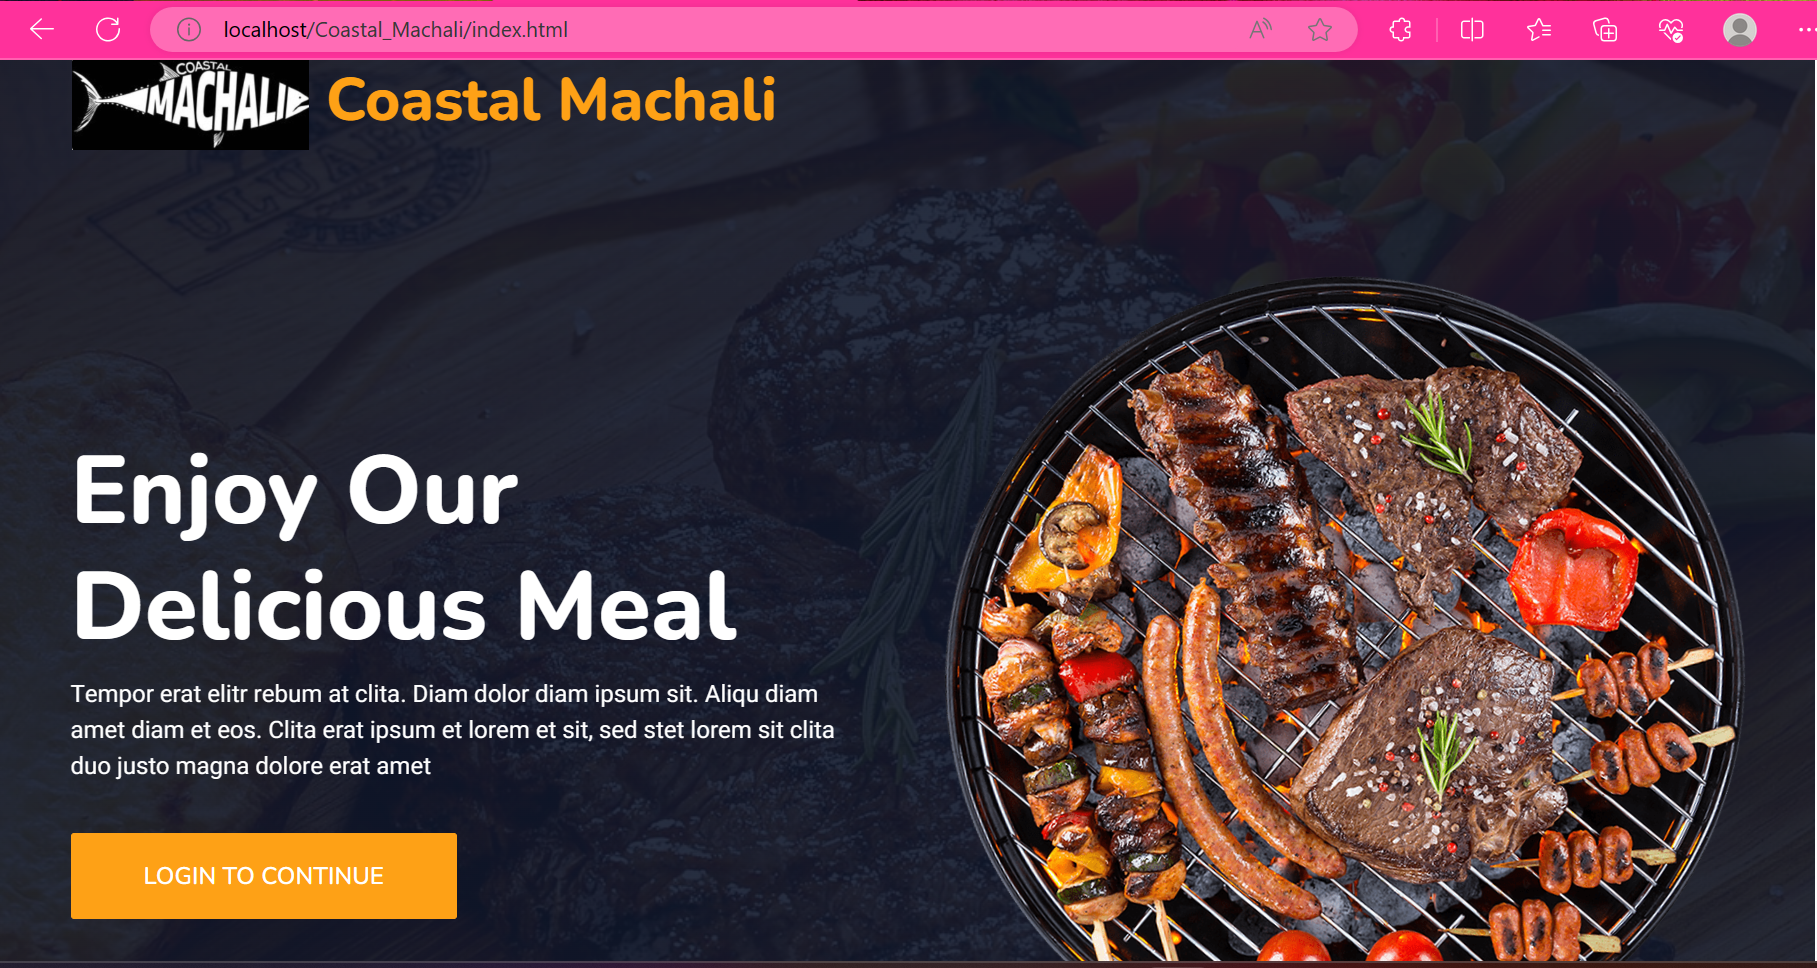 localhost/Coastal_Machali/index.html
COASTAL
MACHALI
Coastal Machali
Enjoy Our
Delicious Meal
Tempor erat elitr rebum at clita. Diam dolor diam ipsum sit. Aliqu diam
amet diam et eos. Clita erat ipsum et lorem et sit, sed stet lorem sit clita
duo justo magna dolore erat amet
LOGIN TO CONTINUE